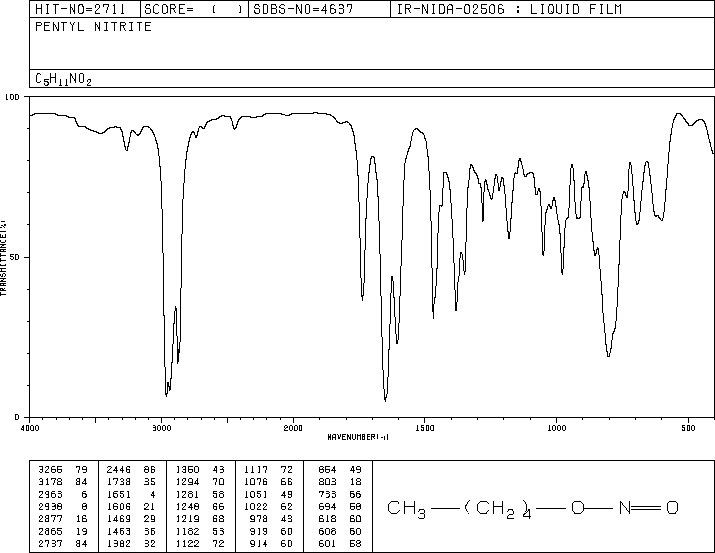 HIT-NO=2711 SCORE= ( ) SDBS-NO=4637 IR-NIDA-02506 : LIQUID FILM
PENTYL NITRITE
C5H11NO2
100
50
0
TRANSMITTANCE(%)
4000 3000 2000 1500 1000 500
WAVENUMBER(-1)
3265 79 2446 86 1350 43 1117 72 854 49
3178 84 1738 35 1294 70 1076 66 803 18
2963 6 1651 4 1281 58 1051 49 733 66
2938 8 1606 21 1248 66 1022 62 694 58
2877 16 1469 29 1219 68 978 43 618 60
2865 19 1463 36 1182 53 919 60 606 60
2737 84 1382 32 1122 72 914 60 601 58
CH3 —(CH2)4— O — N═O